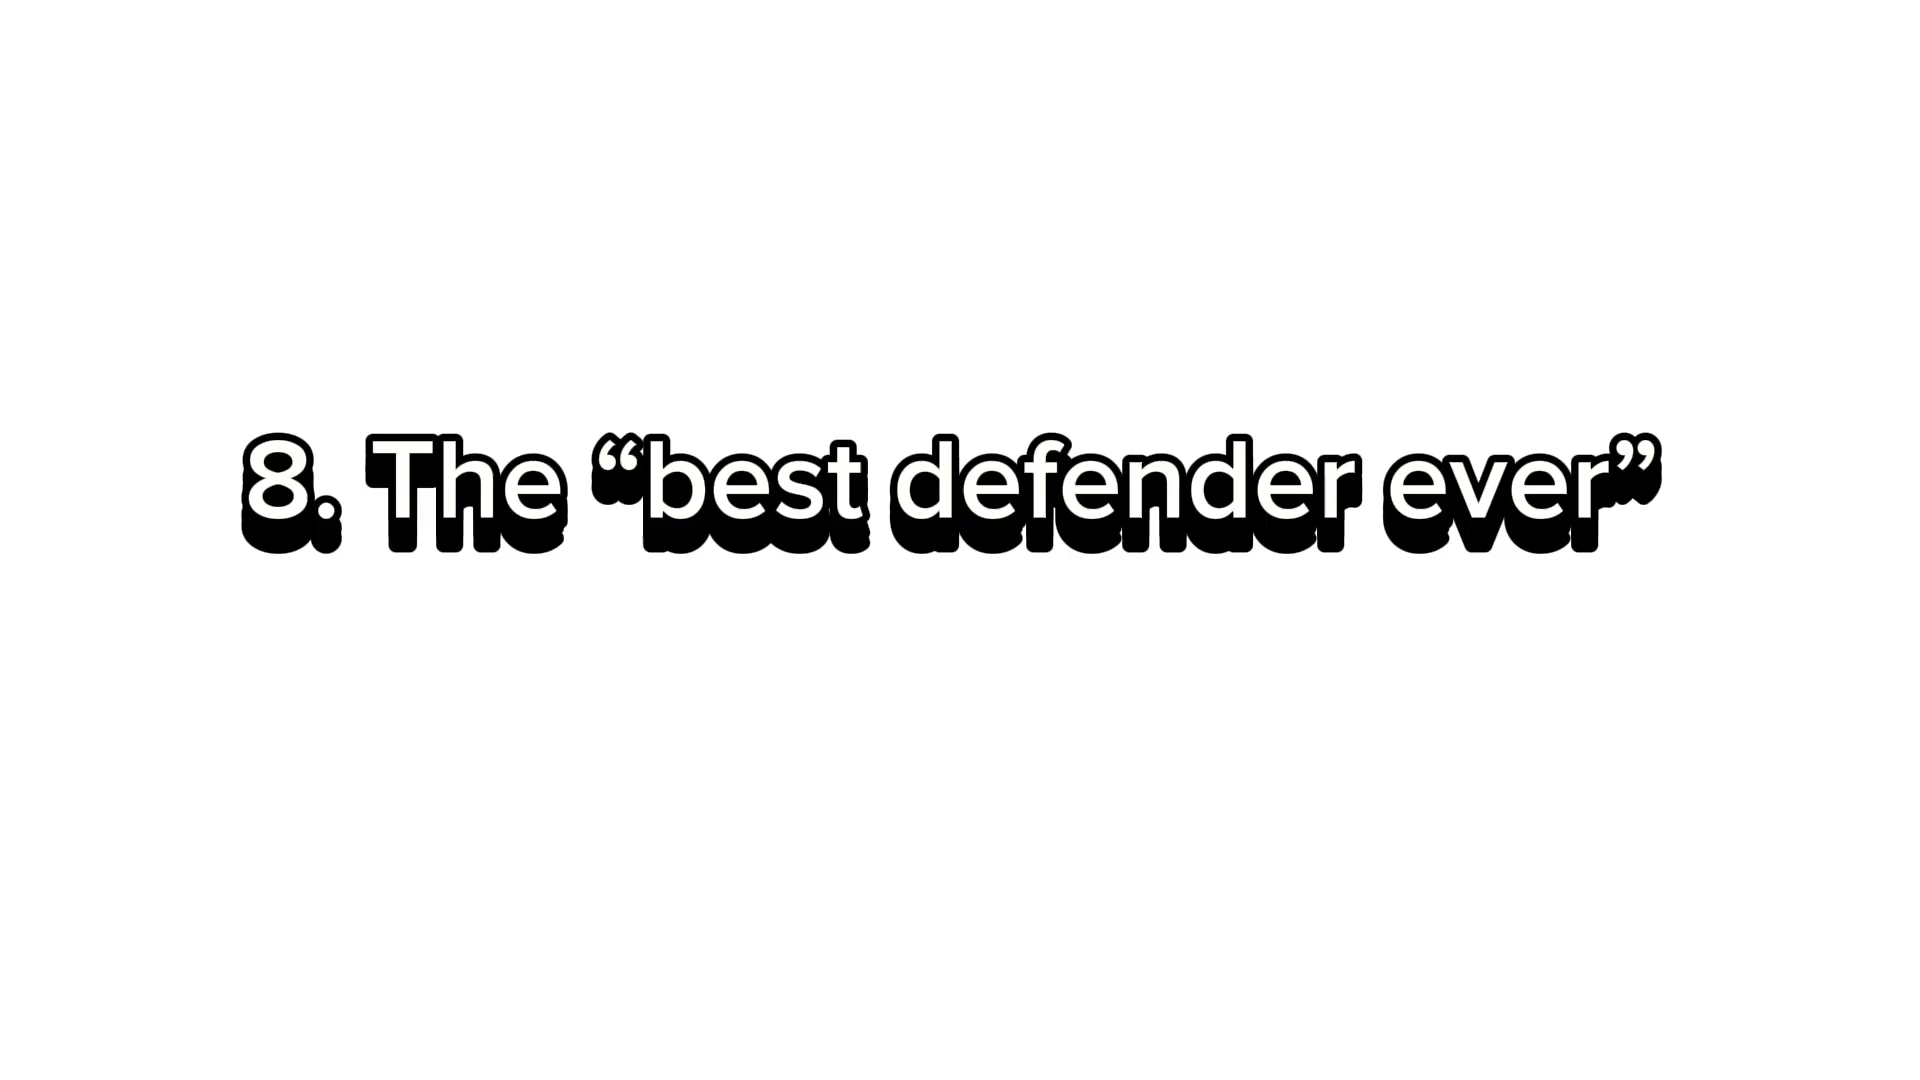 8. The “best defender ever”